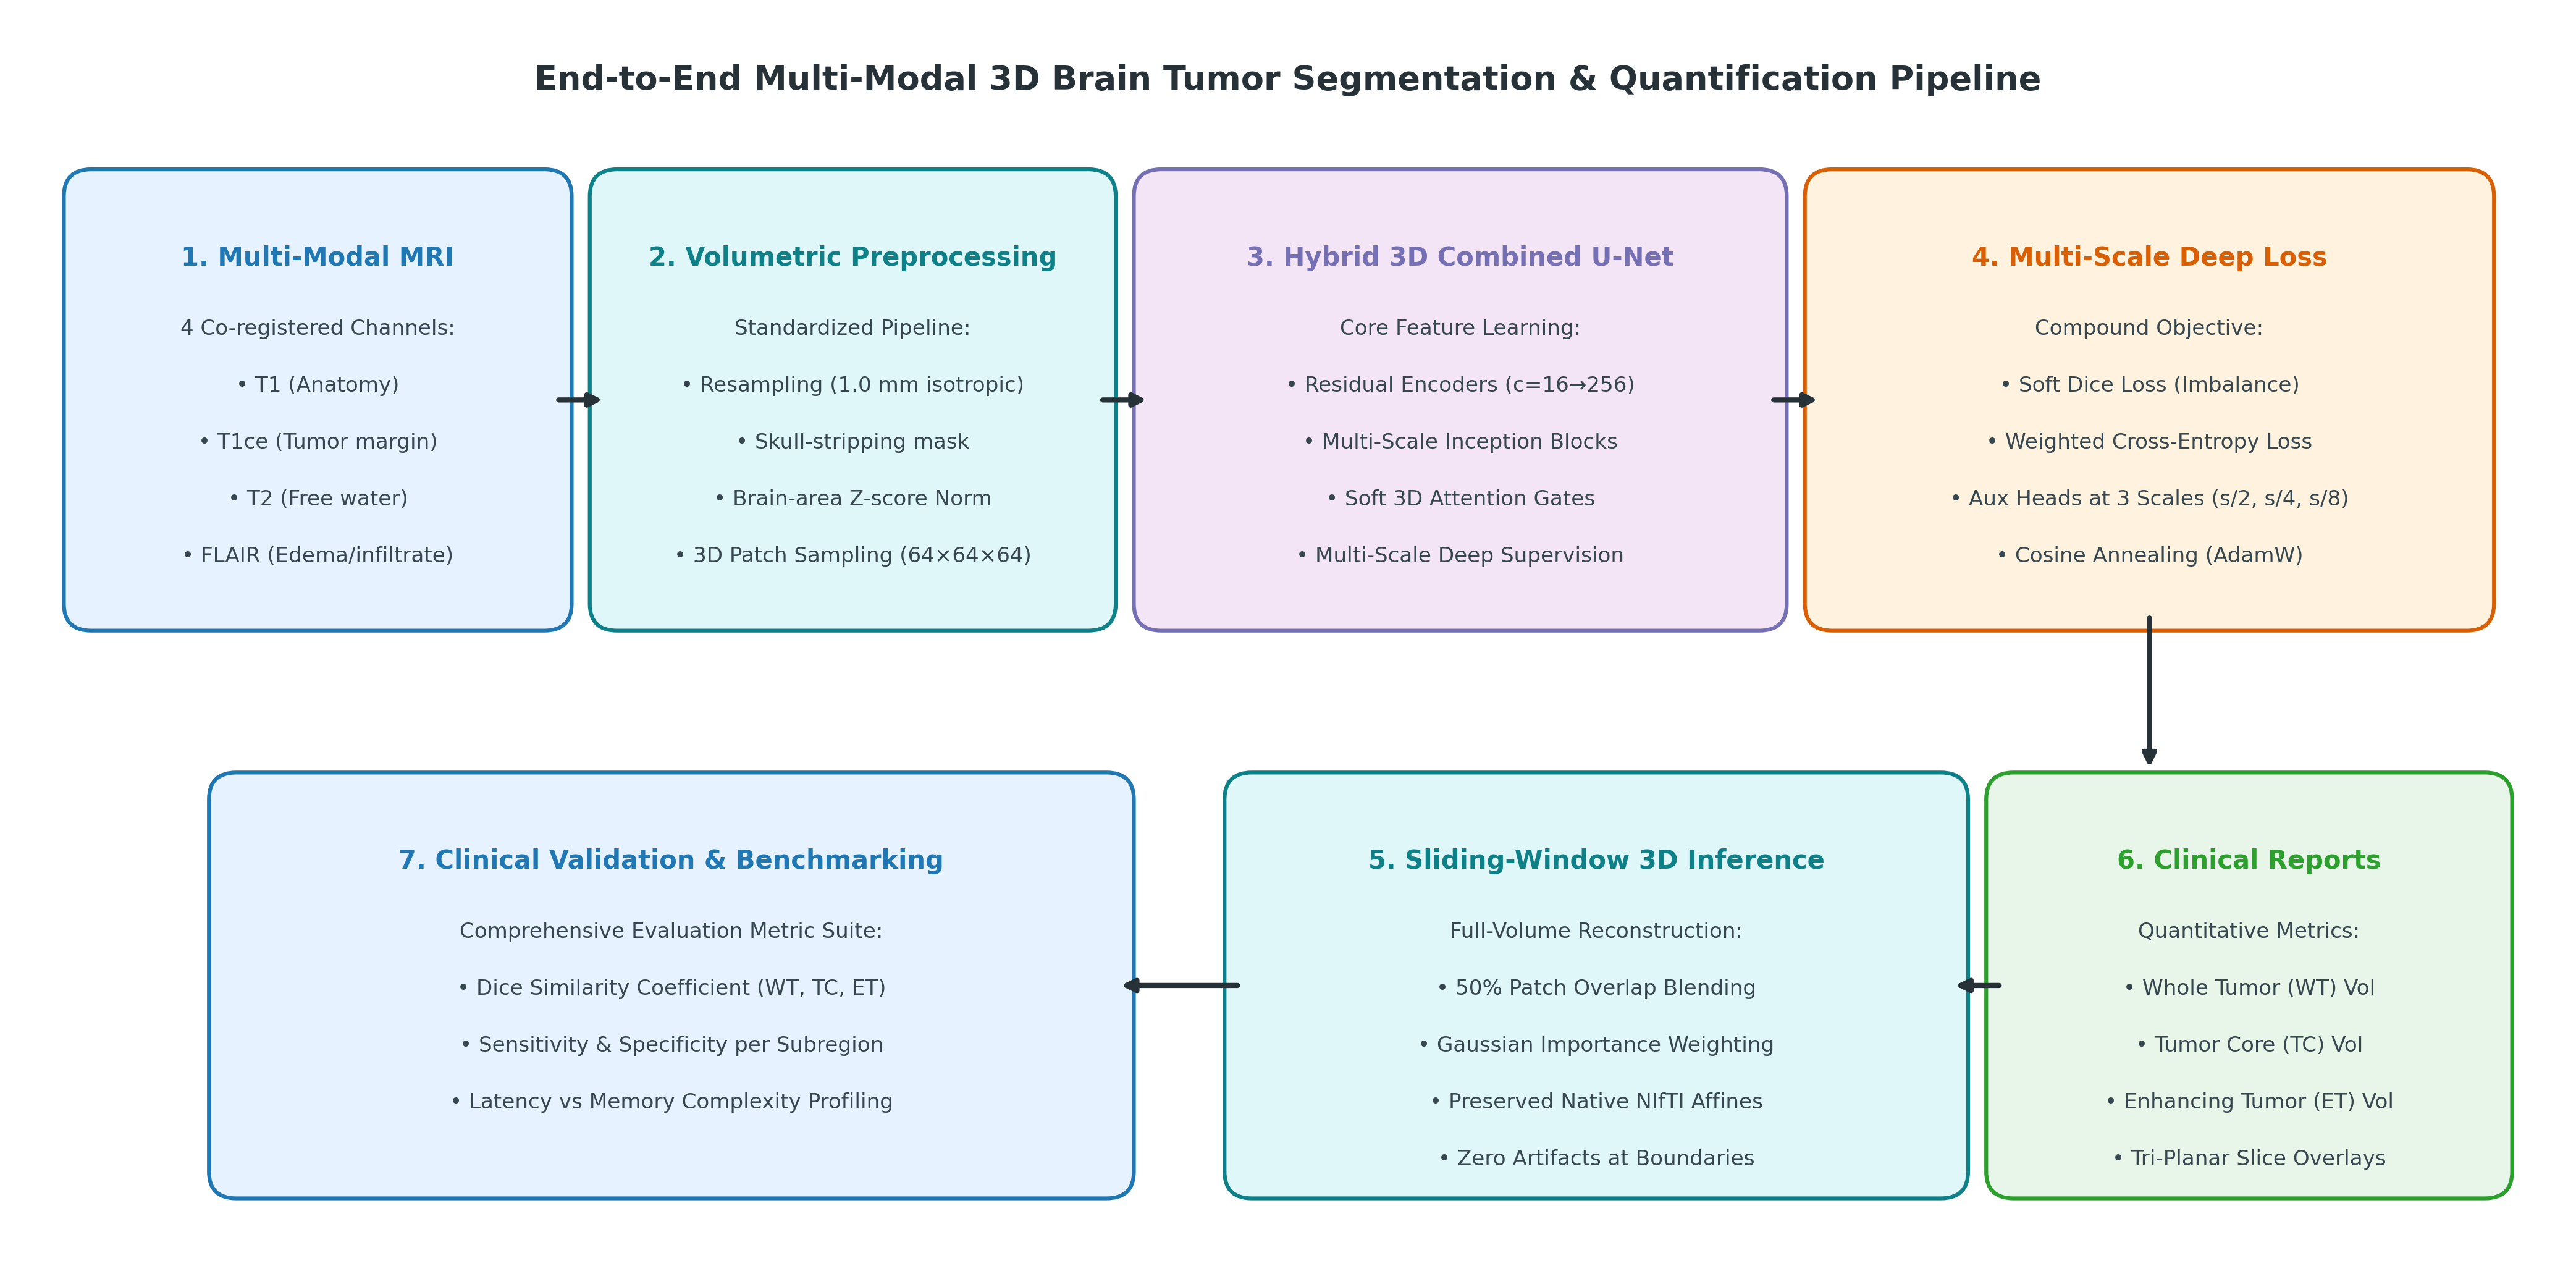 End-to-End Multi-Modal 3D Brain Tumor Segmentation & Quantification Pipeline
1. Multi-Modal MRI
4 Co-registered Channels:
• T1 (Anatomy)
• T1ce (Tumor margin)
• T2 (Free water)
• FLAIR (Edema/infiltrate)
2. Volumetric Preprocessing
Standardized Pipeline:
• Resampling (1.0 mm isotropic)
• Skull-stripping mask
• Brain-area Z-score Norm
• 3D Patch Sampling (64×64×64)
3. Hybrid 3D Combined U-Net
Core Feature Learning:
• Residual Encoders (c=16→256)
• Multi-Scale Inception Blocks
• Soft 3D Attention Gates
• Multi-Scale Deep Supervision
4. Multi-Scale Deep Loss
Compound Objective:
• Soft Dice Loss (Imbalance)
• Weighted Cross-Entropy Loss
• Aux Heads at 3 Scales (s/2, s/4, s/8)
• Cosine Annealing (AdamW)
7. Clinical Validation & Benchmarking
Comprehensive Evaluation Metric Suite:
• Dice Similarity Coefficient (WT, TC, ET)
• Sensitivity & Specificity per Subregion
• Latency vs Memory Complexity Profiling
5. Sliding-Window 3D Inference
Full-Volume Reconstruction:
• 50% Patch Overlap Blending
• Gaussian Importance Weighting
• Preserved Native NIfTI Affines
• Zero Artifacts at Boundaries
6. Clinical Reports
Quantitative Metrics:
• Whole Tumor (WT) Vol
• Tumor Core (TC) Vol
• Enhancing Tumor (ET) Vol
• Tri-Planar Slice Overlays